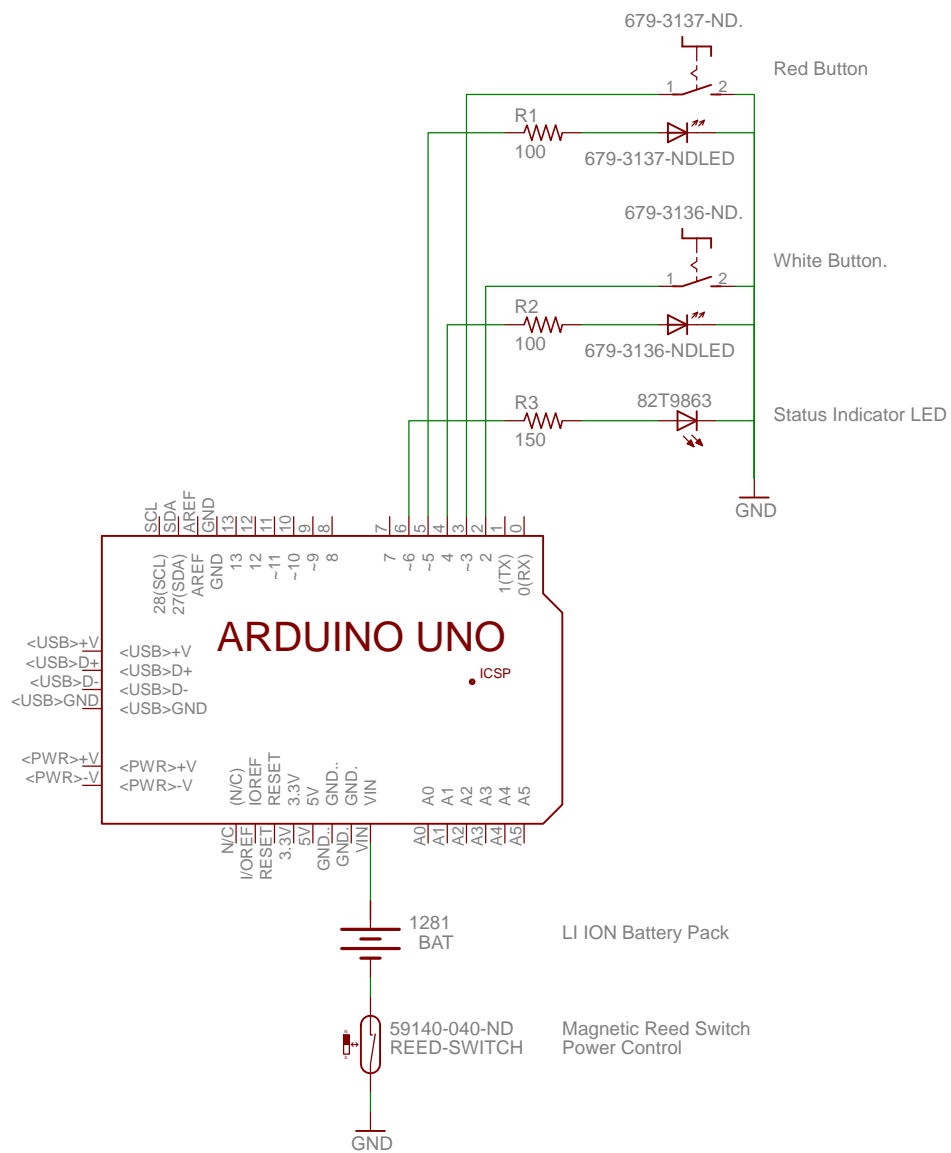 679-3137-ND.
Red Button
1 2
R1
100
679-3137-NDLED
679-3136-ND.
White Button.
1 2
R2
100
679-3136-NDLED
R3
150
82T9863
Status Indicator LED
GND
SCL
SDA
AREF
GND
13
12
11
10
9
8
7
6
5
4
3
2
1
0
28(SCL)
27(SDA)
AREF
GND
13
12
~11
~10
~9
8
7
~6
~5
4
~3
2
1(TX)
0(RX)
ARDUINO UNO
ICSP
<USB>+V
<USB>D+
<USB>D-
<USB>GND
<USB>+V
<USB>D+
<USB>D-
<USB>GND
<PWR>+V
<PWR>-V
<PWR>+V
<PWR>-V
(N/C)
IOREF
RESET
3.3V
5V
GND..
GND.
VIN
A0
A1
A2
A3
A4
A5
N/C
I/OREF
RESET
3.3V
5V
GND..
GND.
VIN
A0
A1
A2
A3
A4
A5
1281
BAT
LI ION Battery Pack
59140-040-ND
REED-SWITCH
Magnetic Reed Switch
Power Control
GND